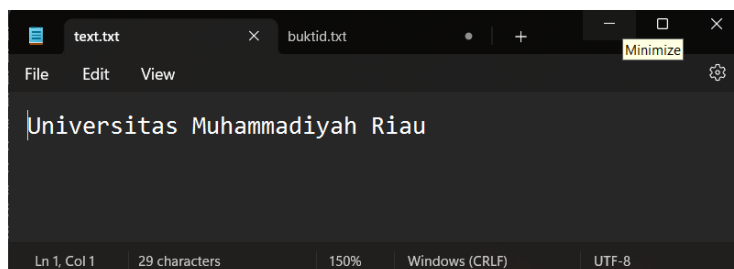 text.txt buktid.txt
Minimize
File Edit View
Universitas Muhammadiyah Riau
Ln 1, Col 1 29 characters 150% Windows (CRLF) UTF-8